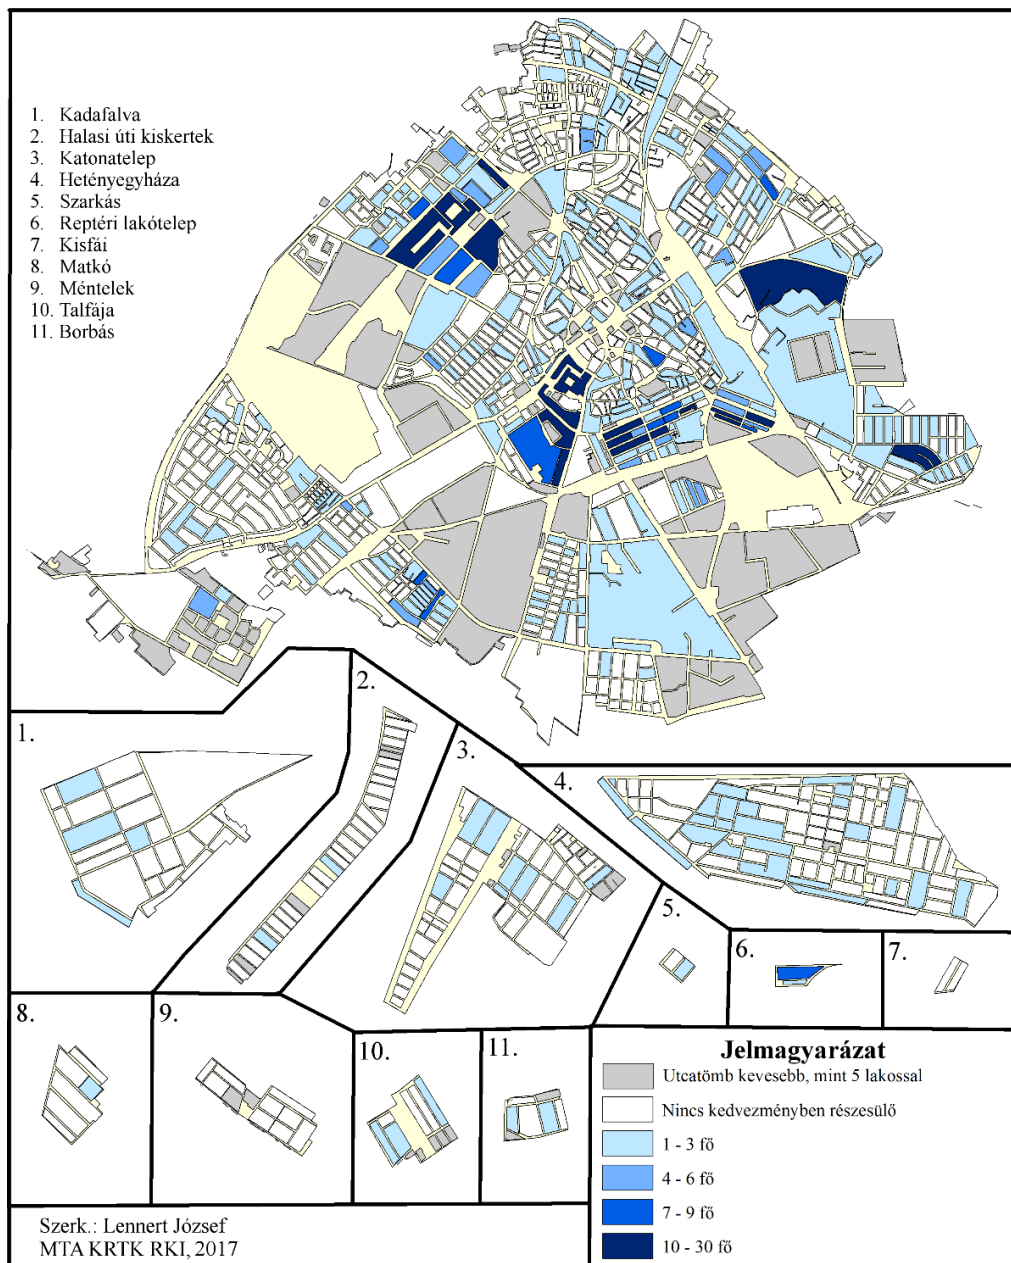 1. Kadafalva
2. Halasi úti kiskertek
3. Katonatelep
4. Hetényegyháza
5. Szarkás
6. Reptéri lakótelep
7. Kisfái
8. Matkó
9. Méntelek
10. Talfája
11. Borbás
1.
2.
3.
4.
5.
6.
7.
8.
9.
10.
11.
Jelmagyarázat
Utcatömb kevesebb, mint 5 lakossal
Nincs kedvezményben részesülő
1 - 3 fő
4 - 6 fő
7 - 9 fő
10 - 30 fő
Szerk.: Lennert József
MTA KRTK RKI, 2017